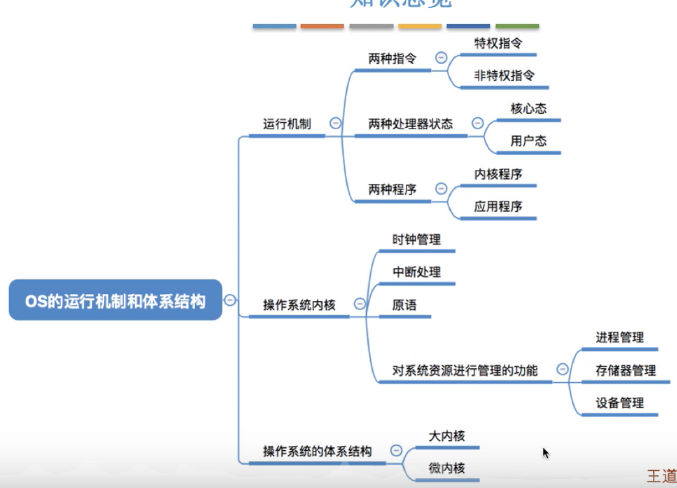 知识总览
特权指令
两种指令
非特权指令
核心态
运行机制
两种处理器状态
用户态
内核程序
两种程序
应用程序
时钟管理
中断处理
OS的运行机制和体系结构
操作系统内核
原语
进程管理
对系统资源进行管理的功能
存储器管理
设备管理
大内核
操作系统的体系结构
微内核
王道